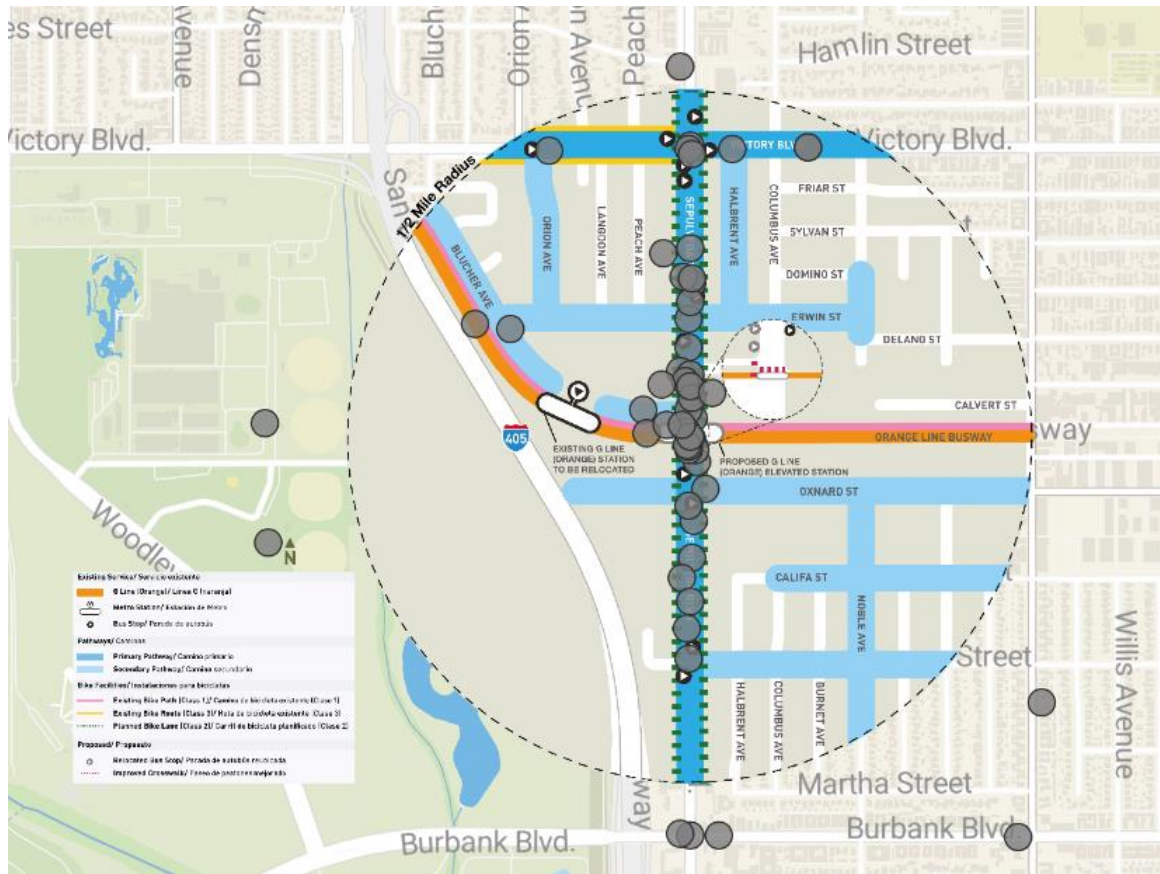 es Street
Avenue
Densm
Bluche
Orion Avenu
n Avenu
Peach
Hamlin Street
Victory Blvd.
VICTORY BLV
Victory Blvd.
San
1/2 Mile Radius
FRIAR ST
SEPULV
HALBRENT AVE
COLUMBUS AVE
ORION AVE
LANGDON AVE
PEACH AVE
SYLVAN ST
t
BLUCHER AVE
DOMINO ST
ERWIN ST
DELANO ST
CALVERT ST
405
ORANGE LINE BUSWAY
sway
EXISTING G LINE
(ORANGE) STATION
TO BE RELOCATED
PROPOSED G LINE
(ORANGE) ELEVATED STATION
OXNARD ST
Woodley
N
CALIFA ST
t
NOBLE AVE
Existing Service/ Servicio existente
G Line (Orange)/ Línea G (naranja)
M
Metro Station/ Estación de Metro
Bus Stop/ Parada de autobús
Pathways/ Caminos
Primary Pathway/ Camino primario
Secondary Pathway/ Camino secundario
Bike Facilities/ Instalaciones para bicicletas
Existing Bike Path (Class 1)/ Camino de bicicleta existente (Clase 1)
Existing Bike Route (Class 3)/ Ruta de bicicleta existente (Clase 3)
Planned Bike Lane (Class 2)/ Carril de bicicleta planificado (Clase 2)
Proposed/ Propuesto
Relocated Bus Stop/ Parada de autobús reubicada
Improved Crosswalk/ Paseo de peatones mejorado
Street
Willis Avenue
HALBRENT AVE
COLUMBUS AVE
BURNET AVE
way
Martha Street
Burbank Blvd.
Burbank Blvd.